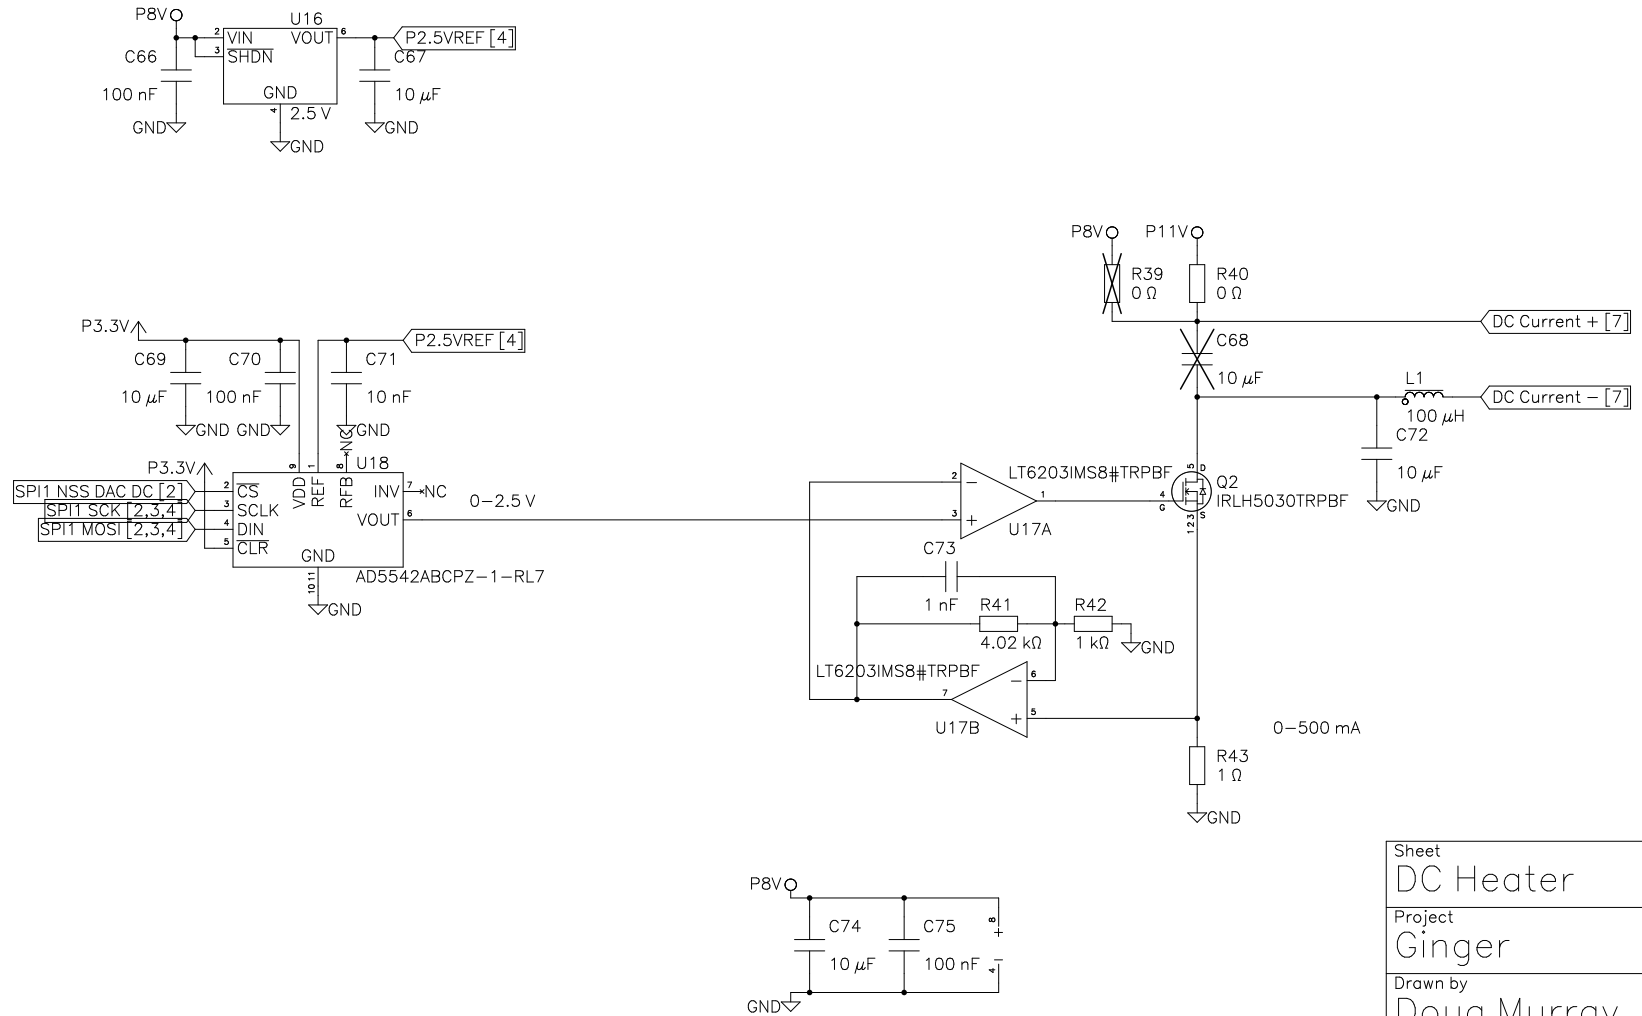 P8V
U16
2 VIN VOUT 6
P2.5VREF [4]
3 SHDN
C66
100 nF
C67
10 µF
GND
4
2.5 V
GND
GND
GND
P8V
P11V
R39
0 Ω
R40
0 Ω
DC Current + [7]
C68
10 µF
L1
100 µH
DC Current − [7]
C72
10 µF
GND
P3.3V
P2.5VREF [4]
C69
10 µF
C70
100 nF
C71
10 nF
GND
GND
GND
NC
P3.3V
9 1 8
U18
VDD REF RFB
SPI1 NSS DAC DC [2]
2 CS
INV 7 NC
SPI1 SCK [2,3,4]
3 SCLK
VOUT 6
0−2.5 V
SPI1 MOSI [2,3,4]
4 DIN
5 CLR
GND
10 11
AD5542ABCPZ−1−RL7
GND
LT6203IMS8#TRPBF
2 −
1
3 +
U17A
5 D
Q2
4
G
IRLH5030TRPBF
1 2 3 S
C73
1 nF
R41
4.02 kΩ
R42
1 kΩ
GND
LT6203IMS8#TRPBF
− 6
7
+ 5
U17B
0−500 mA
R43
1 Ω
GND
P8V
C74
10 µF
C75
100 nF
8
+
−
4
GND
Sheet
DC Heater
Project
Ginger
Drawn by
Doug Murray